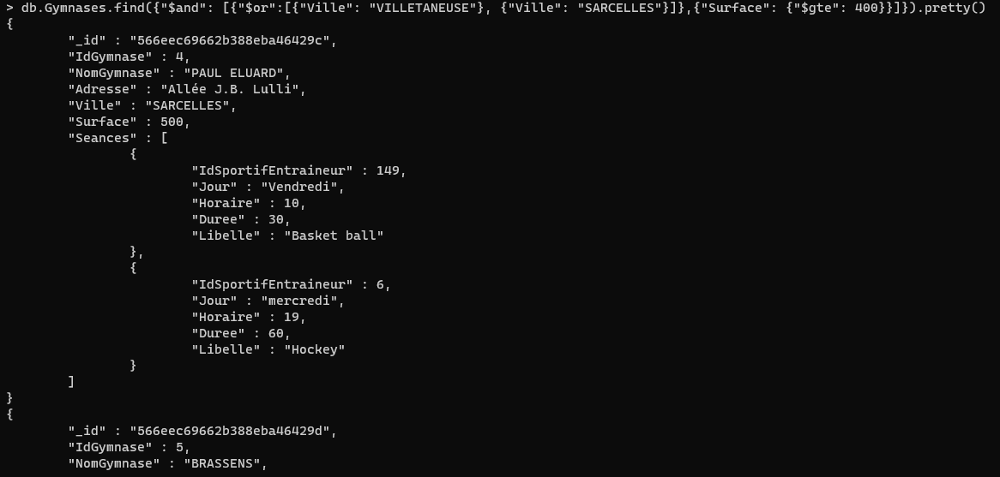 > db.Gymnases.find({"$and": [{"$or":[{"Ville": "VILLETANEUSE"}, {"Ville": "SARCELLES"}]},{"Surface": {"$gte": 400}}]}).pretty()
{
        "_id" : "566eec69662b388eba46429c",
        "IdGymnase" : 4,
        "NomGymnase" : "PAUL ELUARD",
        "Adresse" : "Allée J.B. Lulli",
        "Ville" : "SARCELLES",
        "Surface" : 500,
        "Seances" : [
                {
                        "IdSportifEntraineur" : 149,
                        "Jour" : "Vendredi",
                        "Horaire" : 10,
                        "Duree" : 30,
                        "Libelle" : "Basket ball"
                },
                {
                        "IdSportifEntraineur" : 6,
                        "Jour" : "mercredi",
                        "Horaire" : 19,
                        "Duree" : 60,
                        "Libelle" : "Hockey"
                }
        ]
}
{
        "_id" : "566eec69662b388eba46429d",
        "IdGymnase" : 5,
        "NomGymnase" : "BRASSENS",